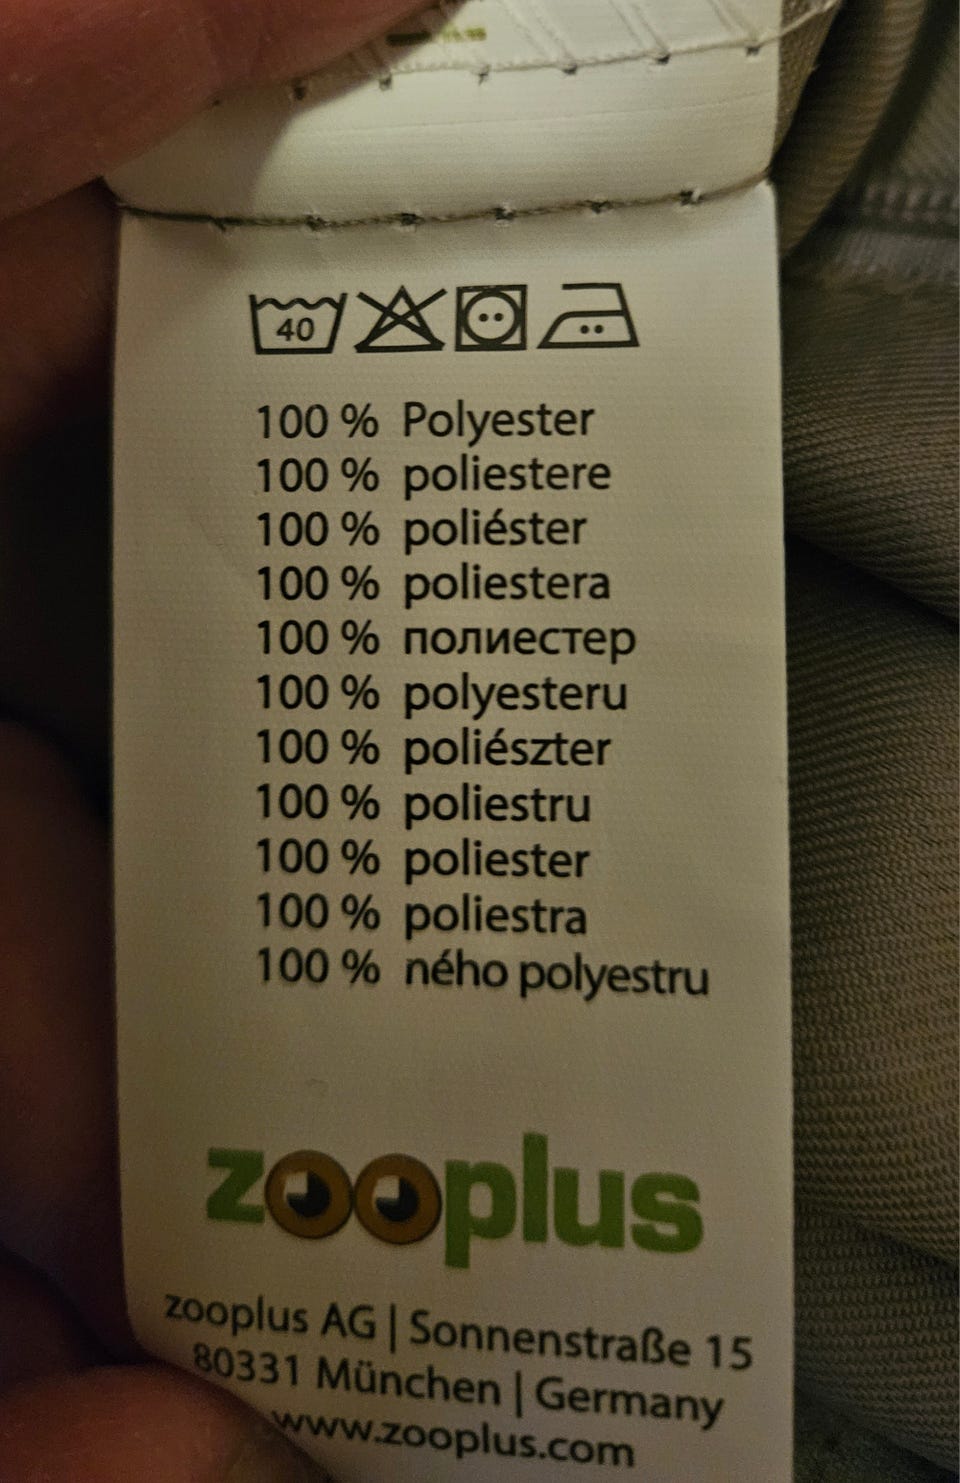 40
100 % Polyester
100 % poliestere
100 % poliéster
100 % poliestera
100 % полиестер
100 % polyesteru
100 % poliészter
100 % poliestru
100 % poliester
100 % poliestra
100 % ného polyestru
zooplus
zooplus AG | Sonnenstraße 15
80331 München | Germany
www.zooplus.com